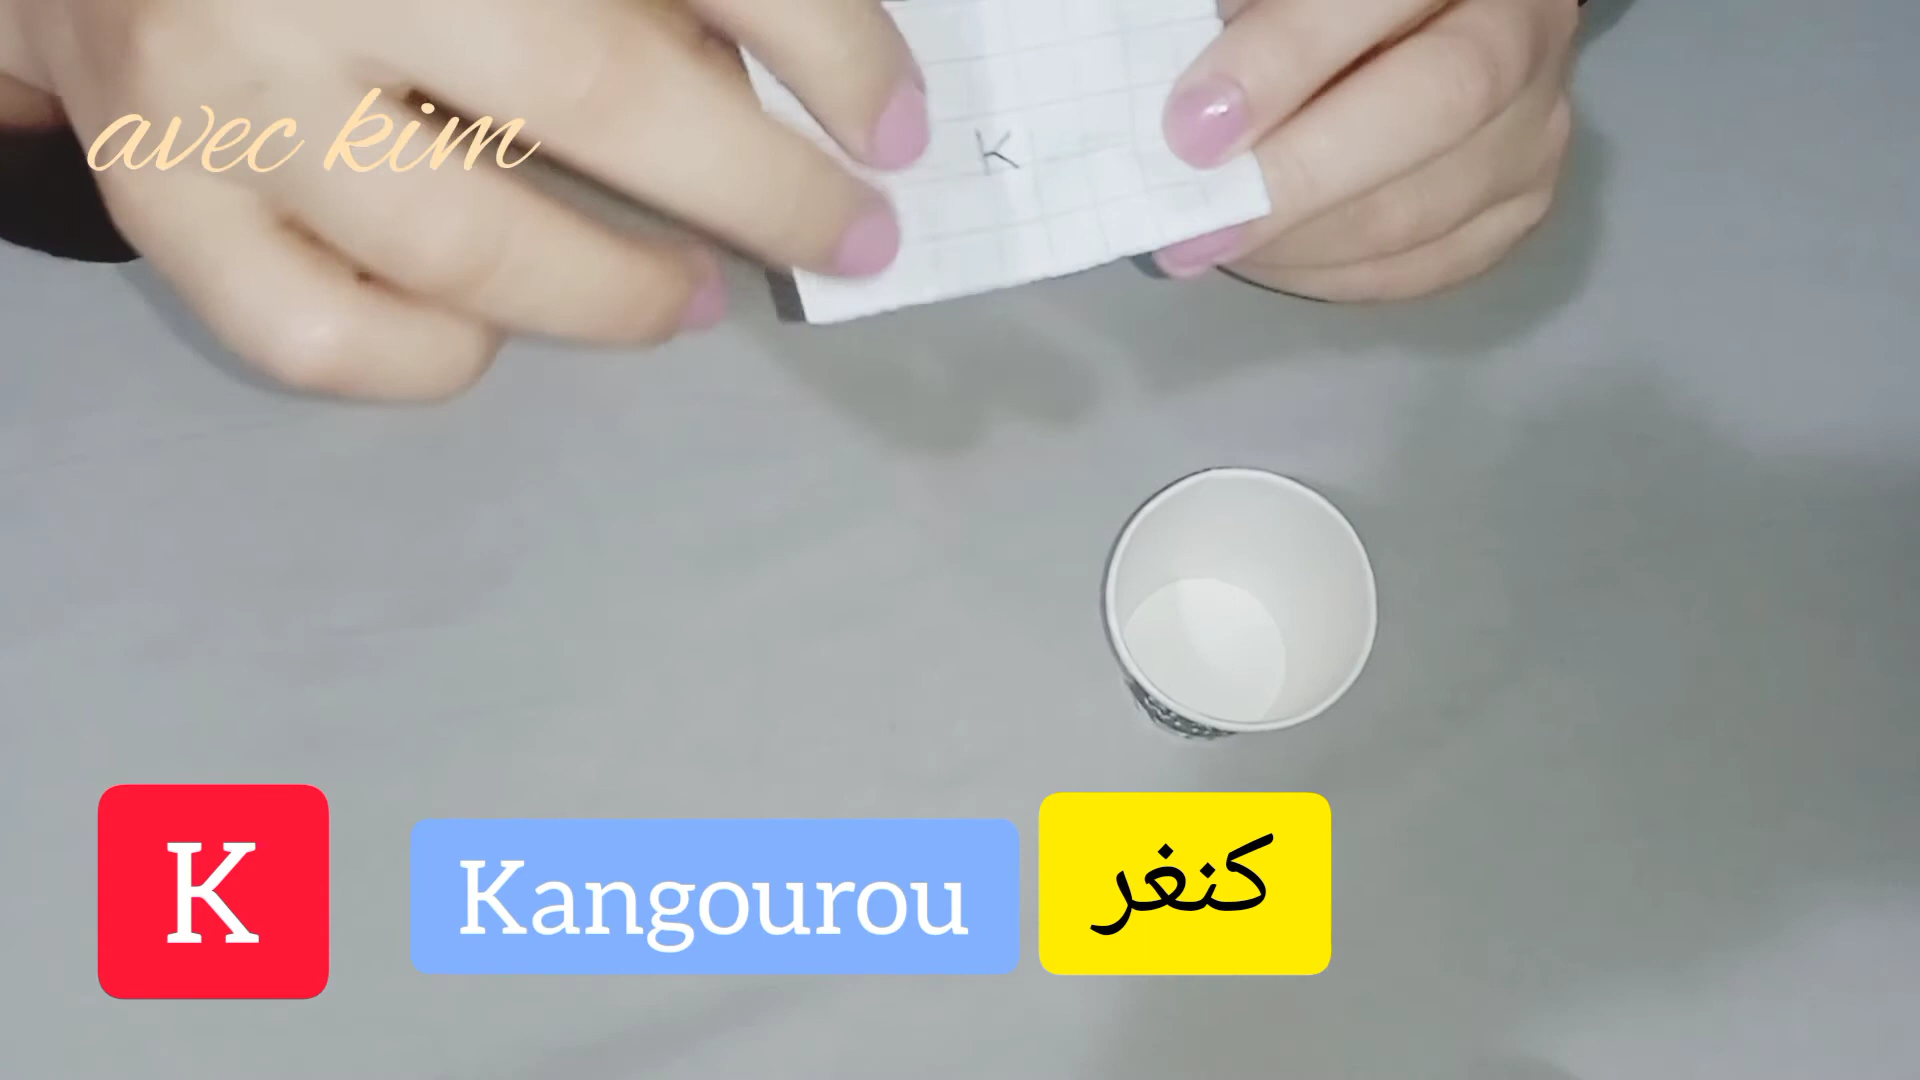 avec kim
K
K
Kangourou
كنغر